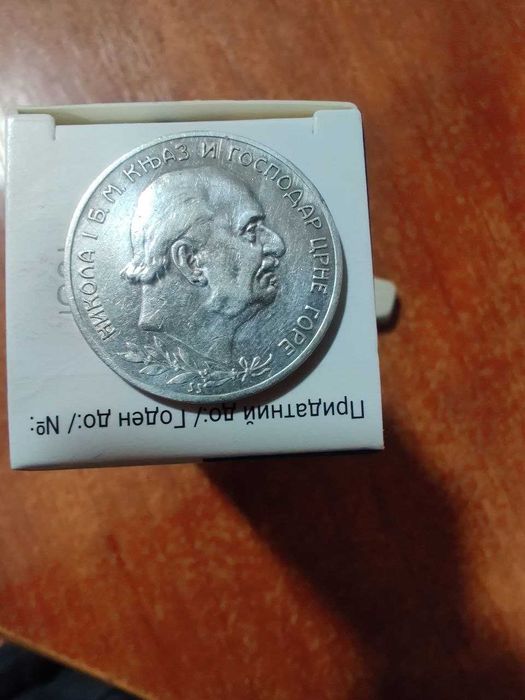 НИКОЛА I Б.М. КЊАЗ И ГОСПОДАР ЦРНЕ ГОРЕ
Придатний до:/ Годен до:/ №: